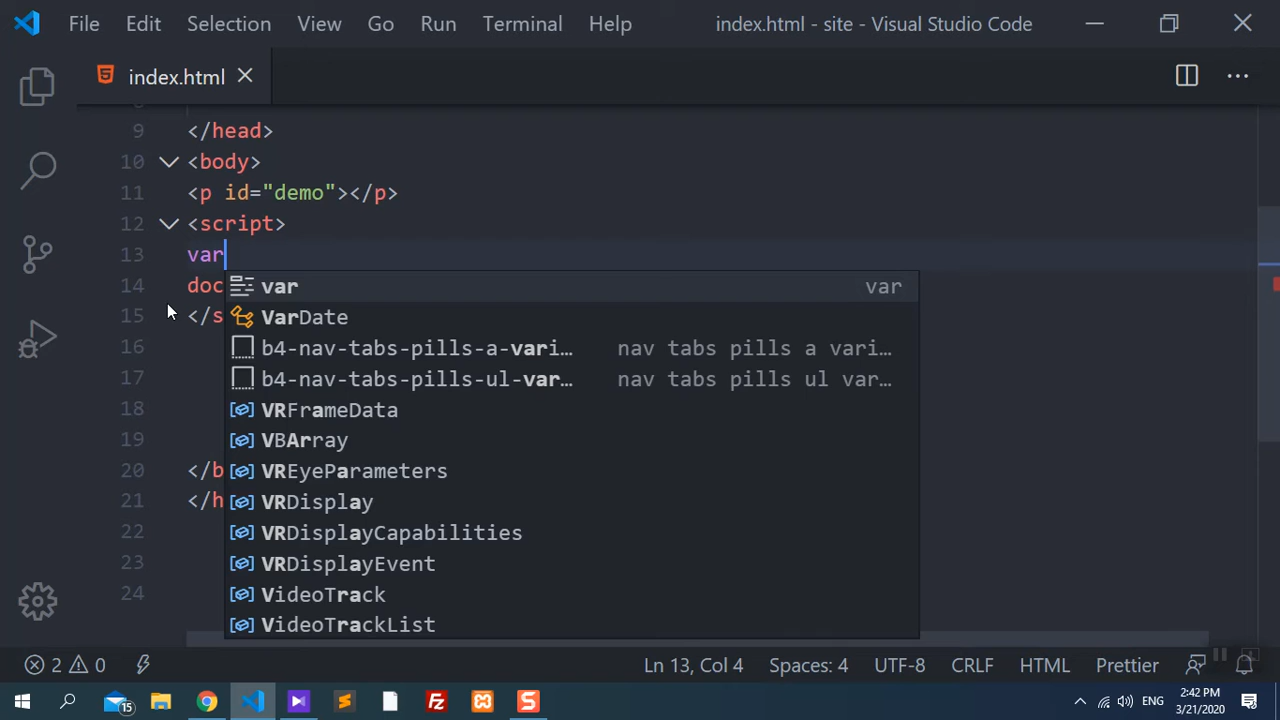 File Edit Selection View Go Run Terminal Help index.html - site - Visual Studio Code
index.html
9 </head>
10 <body>
11 <p id="demo"></p>
12 <script>
13 var
14 doc
15 </s
16
17
18
19
20 </b
21 </h
22
23
24
var var
VarDate
b4-nav-tabs-pills-a-vari… nav tabs pills a vari…
b4-nav-tabs-pills-ul-var… nav tabs pills ul var…
VRFrameData
VBArray
VREyeParameters
VRDisplay
VRDisplayCapabilities
VRDisplayEvent
VideoTrack
VideoTrackList
2 0 Ln 13, Col 4 Spaces: 4 UTF-8 CRLF HTML Prettier
15 Fz S ENG 2:42 PM
3/21/2020